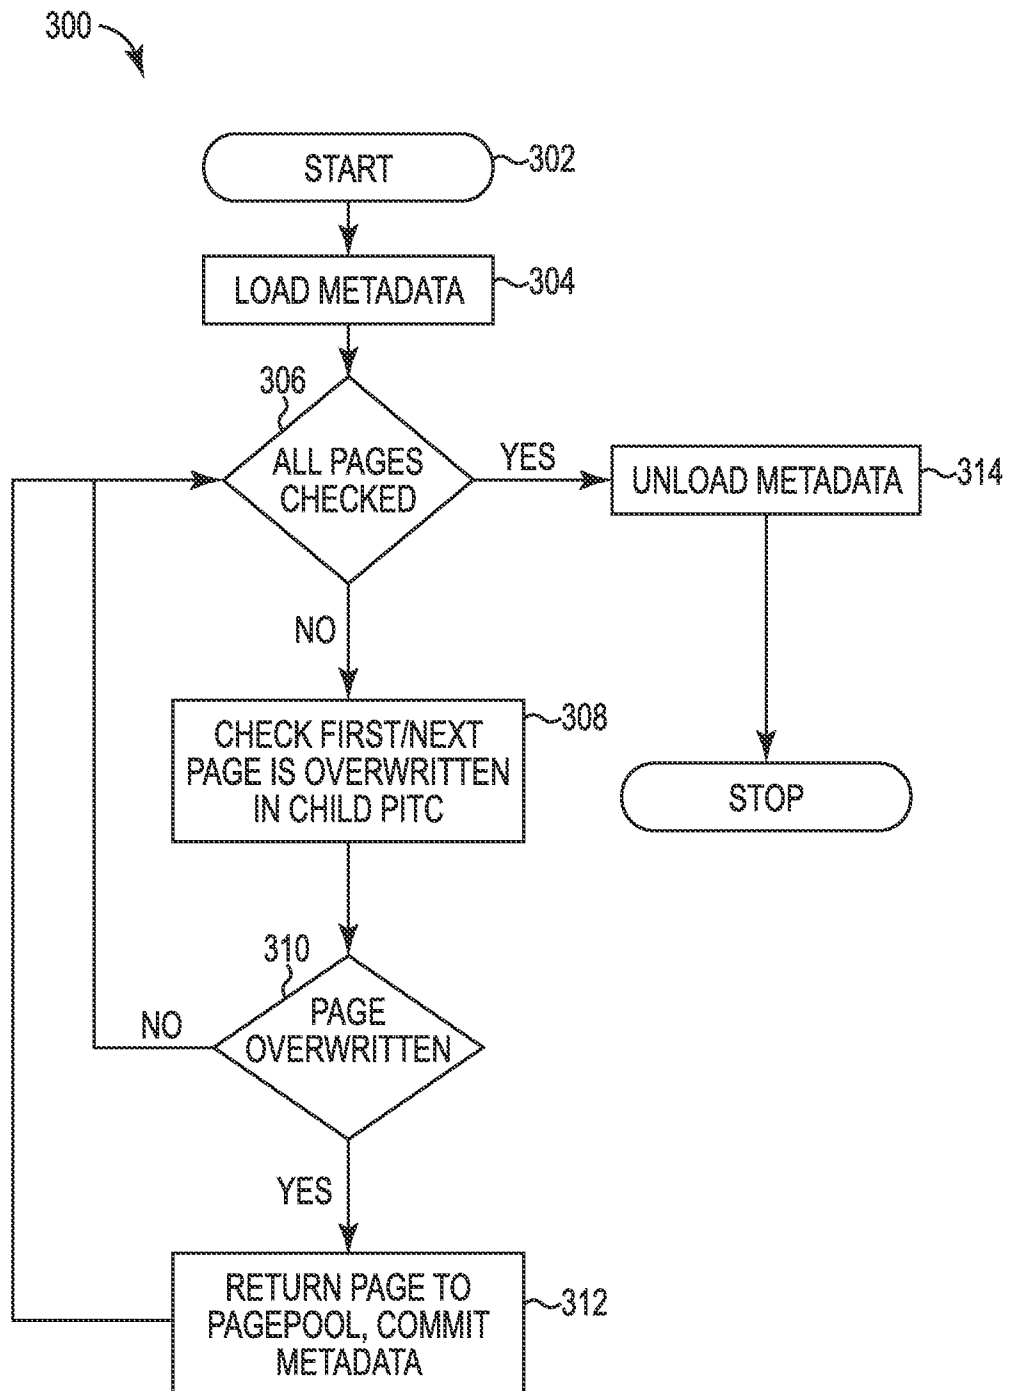 300
START
302
LOAD METADATA
304
306
ALL PAGES
CHECKED
YES
UNLOAD METADATA
314
NO
CHECK FIRST/NEXT
PAGE IS OVERWRITTEN
IN CHILD PITC
308
STOP
310
PAGE
OVERWRITTEN
NO
YES
RETURN PAGE TO
PAGEPOOL, COMMIT
METADATA
312